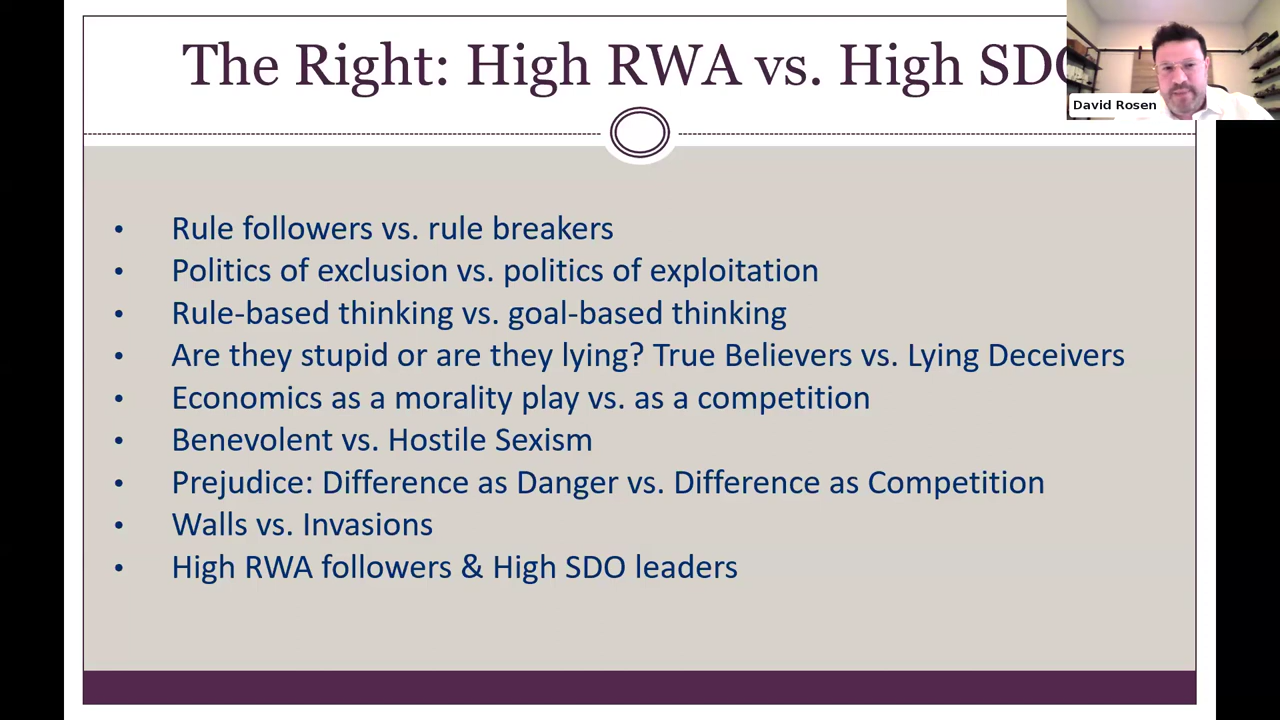 The Right: High RWA vs. High SDO
David Rosen
• Rule followers vs. rule breakers
• Politics of exclusion vs. politics of exploitation
• Rule-based thinking vs. goal-based thinking
• Are they stupid or are they lying? True Believers vs. Lying Deceivers
• Economics as a morality play vs. as a competition
• Benevolent vs. Hostile Sexism
• Prejudice: Difference as Danger vs. Difference as Competition
• Walls vs. Invasions
• High RWA followers & High SDO leaders